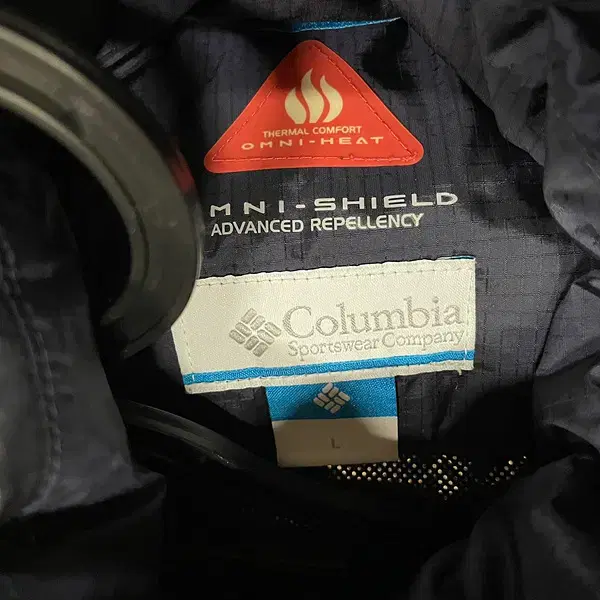 THERMAL COMFORT
OMNI-HEAT
MNI-SHIELD
ADVANCED REPELLENCY
Columbia
Sportswear Company
L